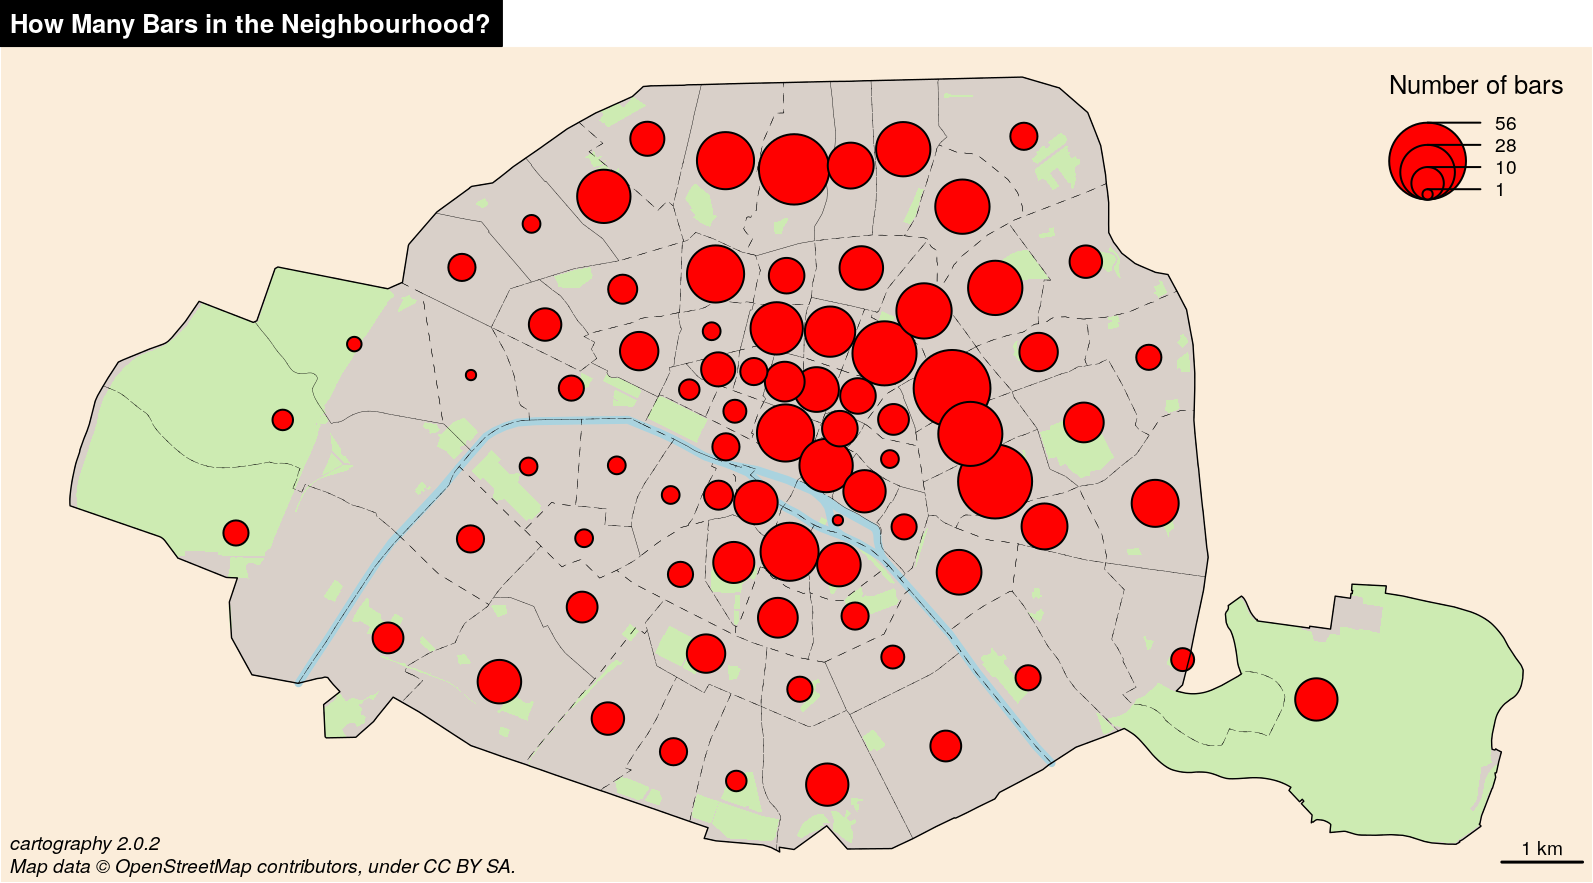 How Many Bars in the Neighbourhood?
Number of bars
56
28
10
1
cartography 2.0.2
Map data © OpenStreetMap contributors, under CC BY SA.
1 km